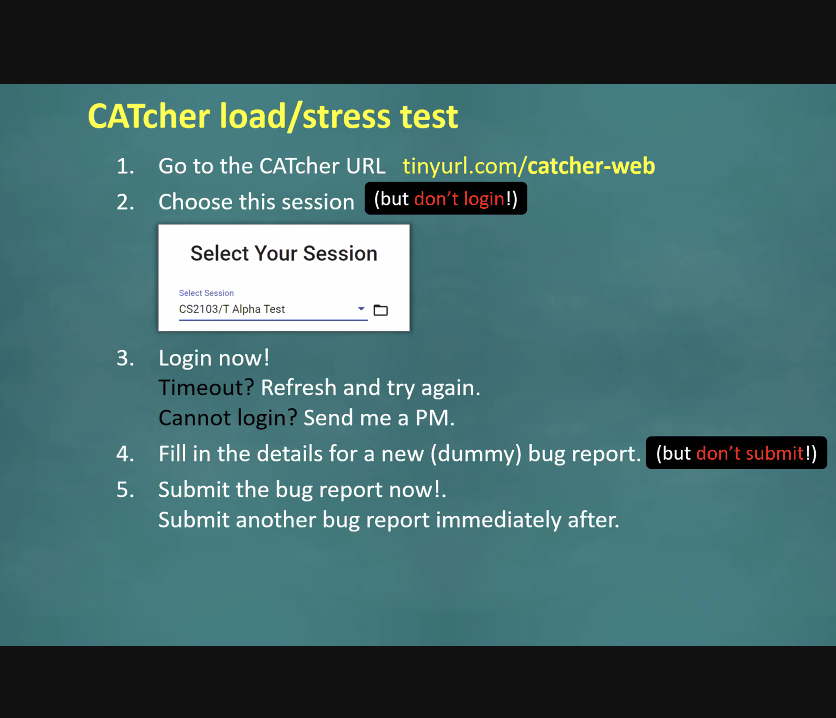 CATcher load/stress test
1. Go to the CATcher URL tinyurl.com/catcher-web
2. Choose this session (but don't login!)
Select Your Session
Select Session
CS2103/T Alpha Test
3. Login now!
Timeout? Refresh and try again.
Cannot login? Send me a PM.
4. Fill in the details for a new (dummy) bug report. (but don't submit!)
5. Submit the bug report now!.
Submit another bug report immediately after.